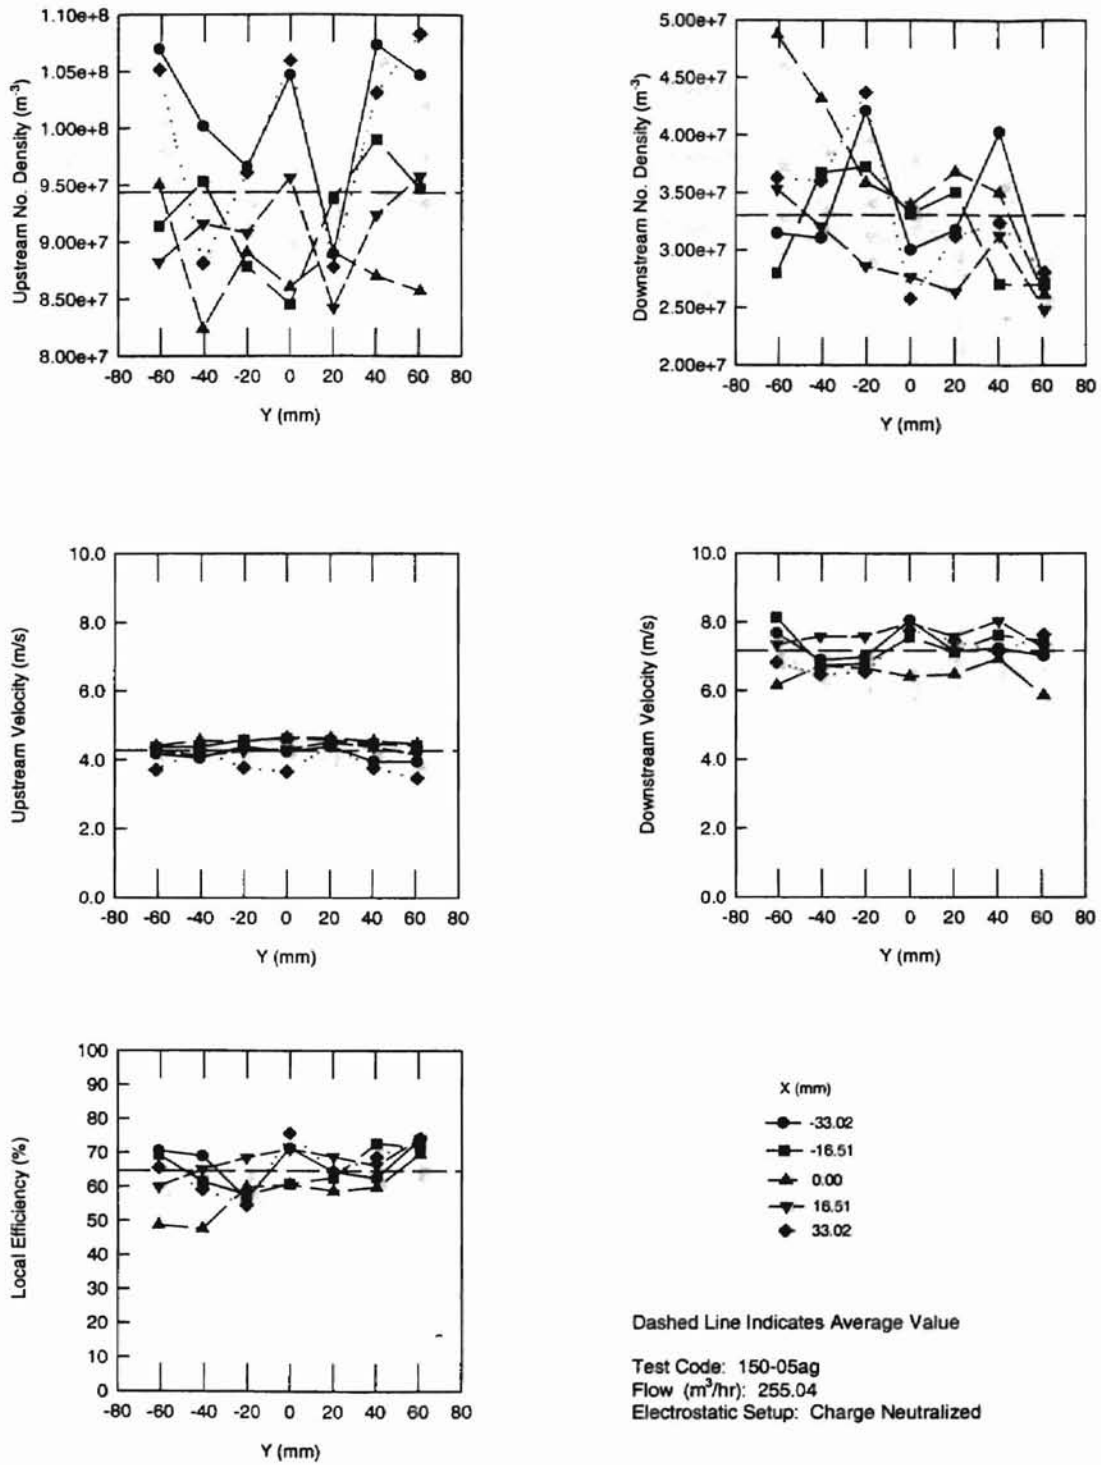 Upstream No. Density (m⁻³)
1.10e+8
1.05e+8
1.00e+8
9.50e+7
9.00e+7
8.50e+7
8.00e+7
-80 -60 -40 -20 0 20 40 60 80
Y (mm)
Downstream No. Density (m⁻³)
5.00e+7
4.50e+7
4.00e+7
3.50e+7
3.00e+7
2.50e+7
2.00e+7
-80 -60 -40 -20 0 20 40 60 80
Y (mm)
Upstream Velocity (m/s)
10.0
8.0
6.0
4.0
2.0
0.0
-80 -60 -40 -20 0 20 40 60 80
Y (mm)
Downstream Velocity (m/s)
10.0
8.0
6.0
4.0
2.0
0.0
-80 -60 -40 -20 0 20 40 60 80
Y (mm)
Local Efficiency (%)
100
90
80
70
60
50
40
30
20
10
0
-80 -60 -40 -20 0 20 40 60 80
Y (mm)
X (mm)
-33.02
-16.51
0.00
16.51
33.02
Dashed Line Indicates Average Value
Test Code: 150-05ag
Flow (m³/hr): 255.04
Electrostatic Setup: Charge Neutralized